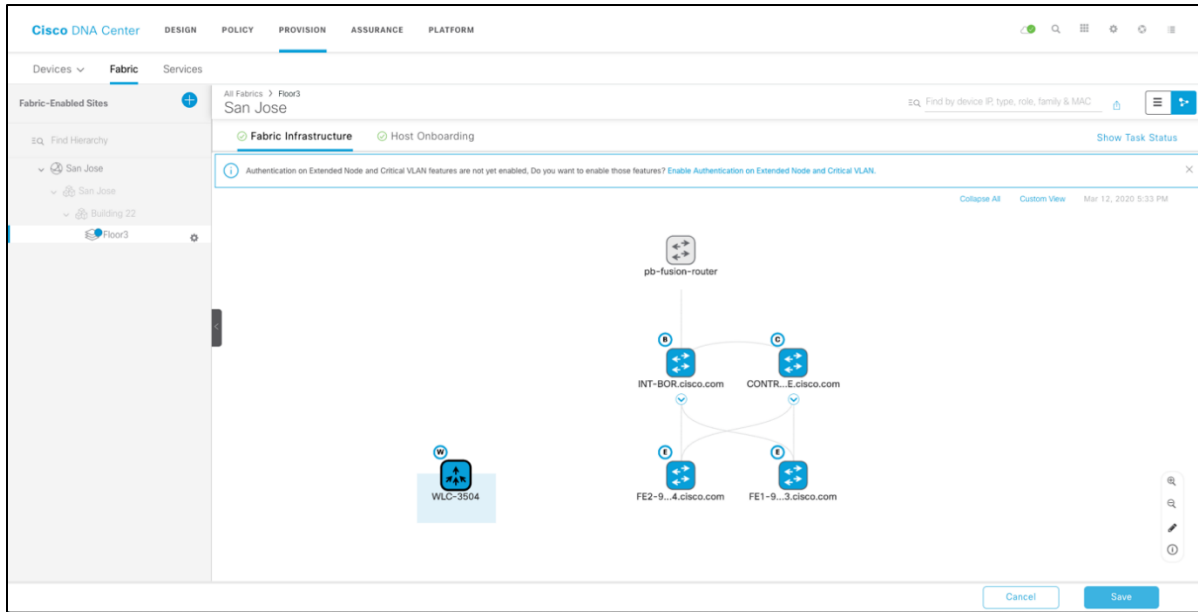 Cisco DNA Center DESIGN POLICY PROVISION ASSURANCE PLATFORM
Devices Fabric Services
Fabric-Enabled Sites
Find Hierarchy
San Jose
San Jose
Building 22
Floor3
All Fabrics > Floor3
San Jose
Find by device IP, type, role, family & MAC
Fabric Infrastructure Host Onboarding Show Task Status
Authentication on Extended Node and Critical VLAN features are not yet enabled, Do you want to enable those features? Enable Authentication on Extended Node and Critical VLAN.
Collapse All Custom View Mar 12, 2020 5:33 PM
pb-fusion-router
B C
INT-BOR.cisco.com CONTR...E.cisco.com
W E E
WLC-3504 FE2-9...4.cisco.com FE1-9...3.cisco.com
Cancel Save